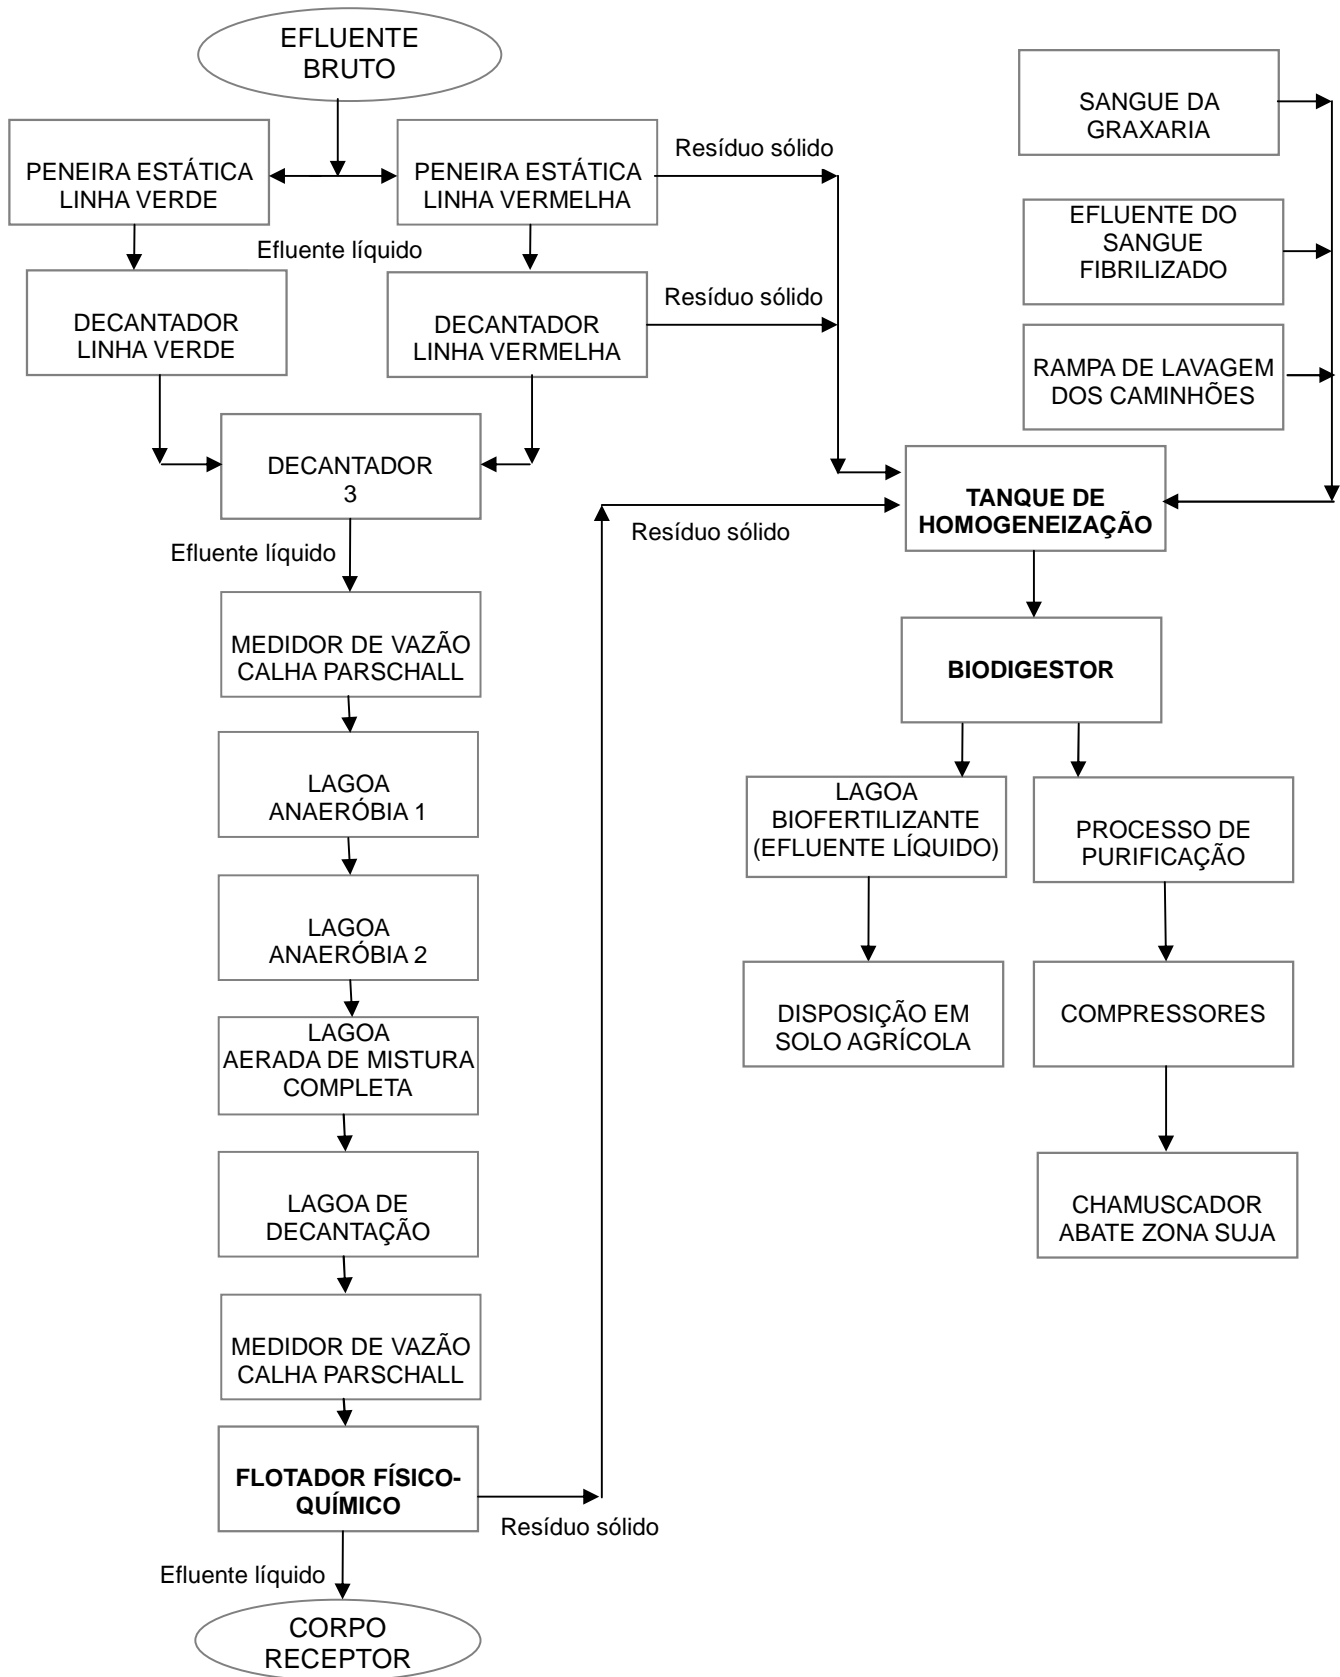 EFLUENTE
BRUTO
SANGUE DA
GRAXARIA
PENEIRA ESTÁTICA
LINHA VERDE
PENEIRA ESTÁTICA
LINHA VERMELHA
Resíduo sólido
EFLUENTE DO
SANGUE
FIBRILIZADO
Efluente líquido
DECANTADOR
LINHA VERDE
DECANTADOR
LINHA VERMELHA
Resíduo sólido
RAMPA DE LAVAGEM
DOS CAMINHÕES
DECANTADOR
3
TANQUE DE
HOMOGENEIZAÇÃO
Resíduo sólido
Efluente líquido
MEDIDOR DE VAZÃO
CALHA PARSCHALL
BIODIGESTOR
LAGOA
ANAERÓBIA 1
LAGOA
BIOFERTILIZANTE
(EFLUENTE LÍQUIDO)
PROCESSO DE
PURIFICAÇÃO
LAGOA
ANAERÓBIA 2
DISPOSIÇÃO EM
SOLO AGRÍCOLA
COMPRESSORES
LAGOA
AERADA DE MISTURA
COMPLETA
LAGOA DE
DECANTAÇÃO
CHAMUSCADOR
ABATE ZONA SUJA
MEDIDOR DE VAZÃO
CALHA PARSCHALL
FLOTADOR FÍSICO-
QUÍMICO
Resíduo sólido
Efluente líquido
CORPO
RECEPTOR